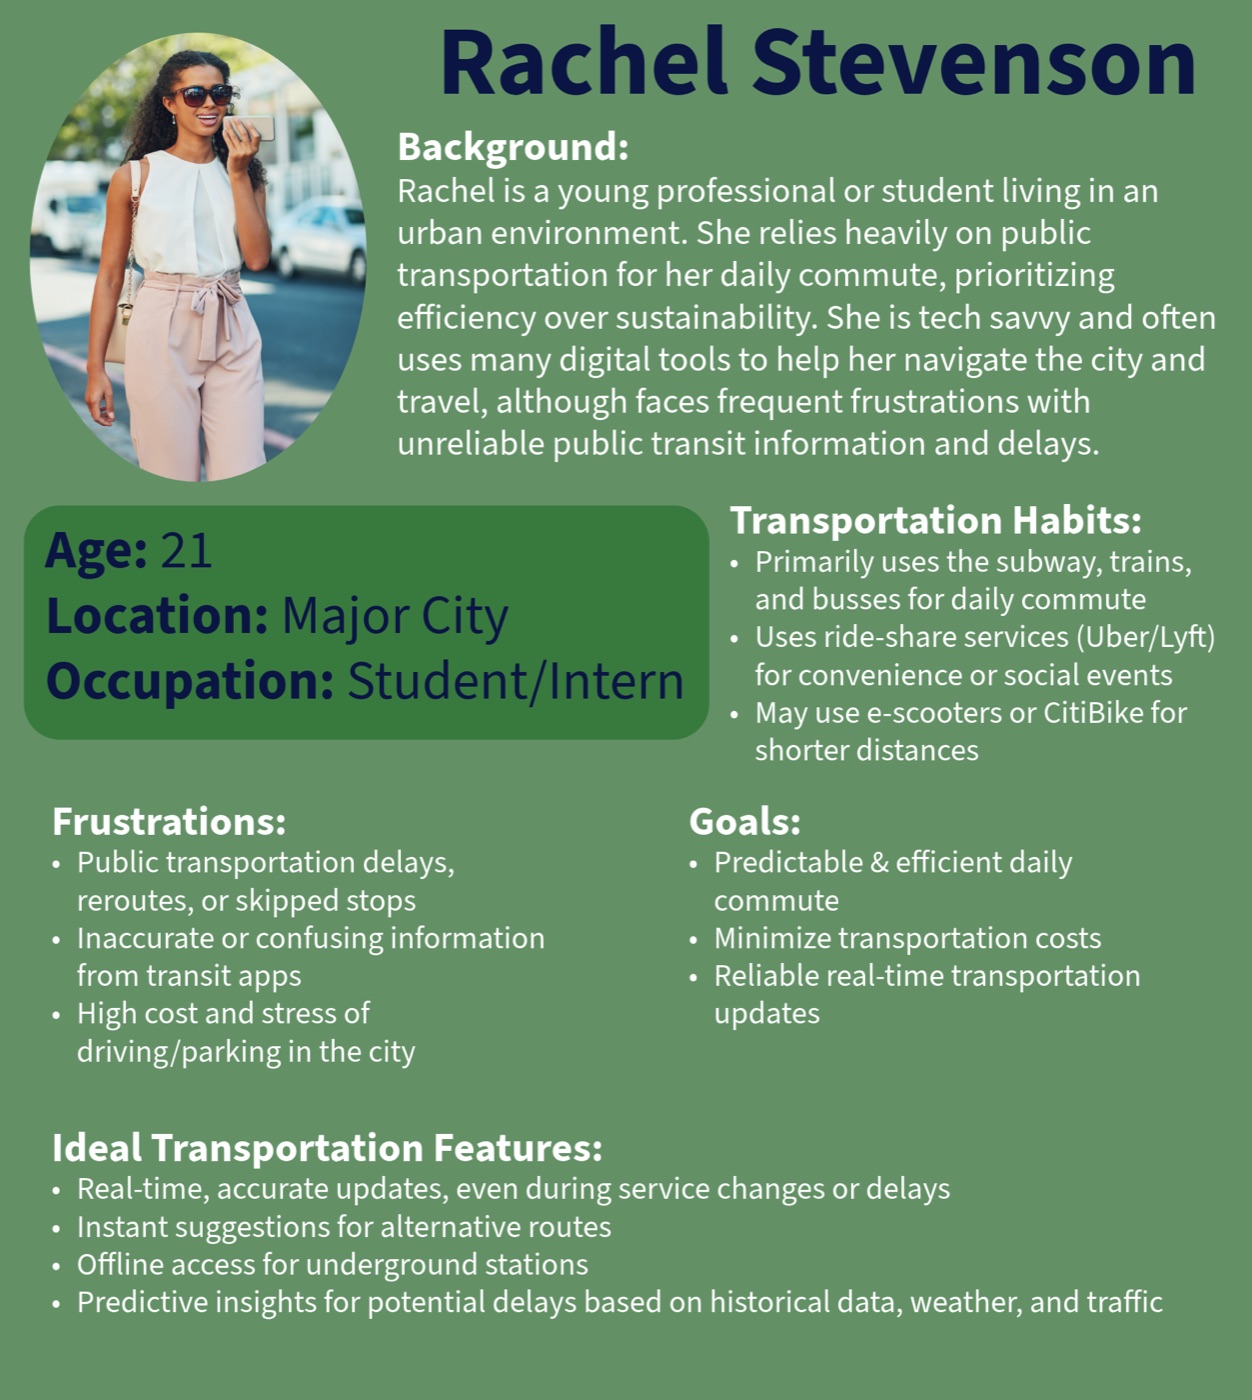 Rachel Stevenson
Background:
Rachel is a young professional or student living in an
urban environment. She relies heavily on public
transportation for her daily commute, prioritizing
efficiency over sustainability. She is tech savvy and often
uses many digital tools to help her navigate the city and
travel, although faces frequent frustrations with
unreliable public transit information and delays.
Age: 21
Location: Major City
Occupation: Student/Intern
Transportation Habits:
• Primarily uses the subway, trains,
and busses for daily commute
• Uses ride-share services (Uber/Lyft)
for convenience or social events
• May use e-scooters or CitiBike for
shorter distances
Frustrations:
• Public transportation delays,
reroutes, or skipped stops
• Inaccurate or confusing information
from transit apps
• High cost and stress of
driving/parking in the city
Goals:
• Predictable & efficient daily
commute
• Minimize transportation costs
• Reliable real-time transportation
updates
Ideal Transportation Features:
• Real-time, accurate updates, even during service changes or delays
• Instant suggestions for alternative routes
• Offline access for underground stations
• Predictive insights for potential delays based on historical data, weather, and traffic